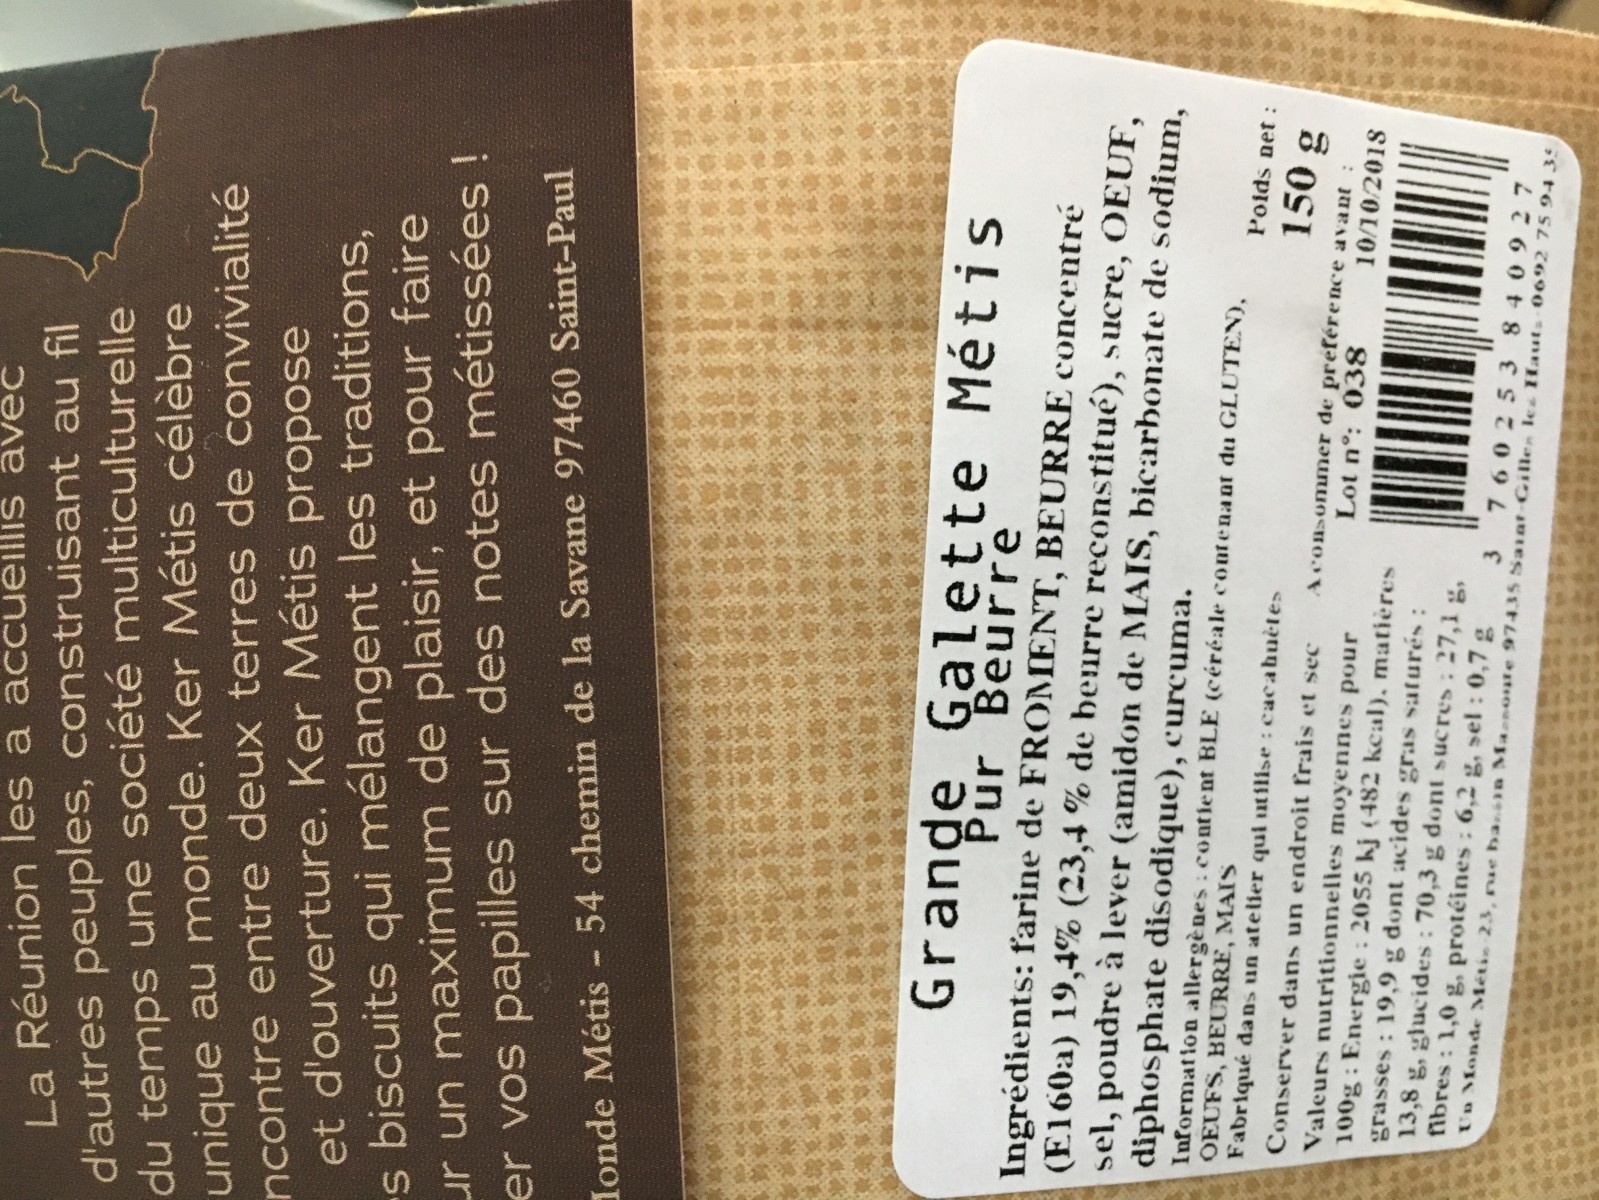 La Réunion les a accueillis avec
d'autres peuples, construisant au fil
du temps une société multiculturelle
unique au monde. Ker Métis célèbre
ncontre entre deux terres de convivialité
et d'ouverture. Ker Métis propose
s biscuits qui mélangent les traditions,
ur un maximum de plaisir, et pour faire
er vos papilles sur des notes métissées !
Monde Métis – 54 chemin de la Savane 97460 Saint-Paul
Grande Galette Métis
Pur Beurre
Ingrédients: farine de FROMENT, BEURRE concentré
(E160a) 19,4% (23,4 % de beurre reconstitué), sucre, OEUF,
sel, poudre à lever (amidon de MAIS, bicarbonate de sodium,
diphosphate disodique), curcuma.
Information allergènes : contient BLE (céréale contenant du GLUTEN),
OEUFS, BEURRE, MAIS
Fabriqué dans un atelier qui utilise : cacahuètes
Conserver dans un endroit frais et sec
Valeurs nutritionnelles moyennes pour
100g : Energie : 2055 kj (482 kcal). matières
grasses : 19,9 g dont acides gras saturés :
13,8 g, glucides : 70,3 g dont sucres : 27,1 g,
fibres : 1,0 g, protéines : 6,2 g, sel : 0,7 g
Poids net :
150 g
A consommer de préférence avant :
Lot n°: 038 10/10/2018
3 760253 840927
Un Monde Métis 23, rue bassin Mannoute 97435 Saint-Gilles les Hauts 0692 75 94 35